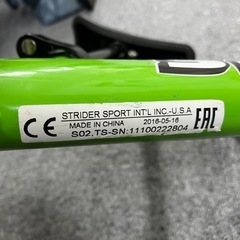 STRIDER SPORT INT'L INC.-U.S.A
MADE IN CHINA 2016-05-16
S02.TS-SN:11100222804
CE
EAC